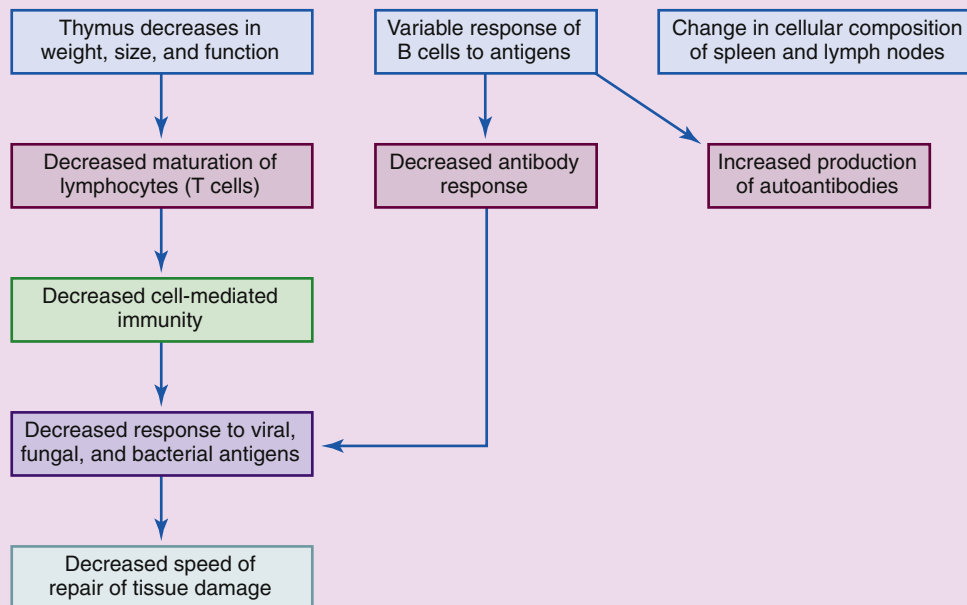 Thymus decreases in
weight, size, and function
Variable response of
B cells to antigens
Change in cellular composition
of spleen and lymph nodes
Decreased maturation of
lymphocytes (T cells)
Decreased antibody
response
Increased production
of autoantibodies
Decreased cell-mediated
immunity
Decreased response to viral,
fungal, and bacterial antigens
Decreased speed of
repair of tissue damage